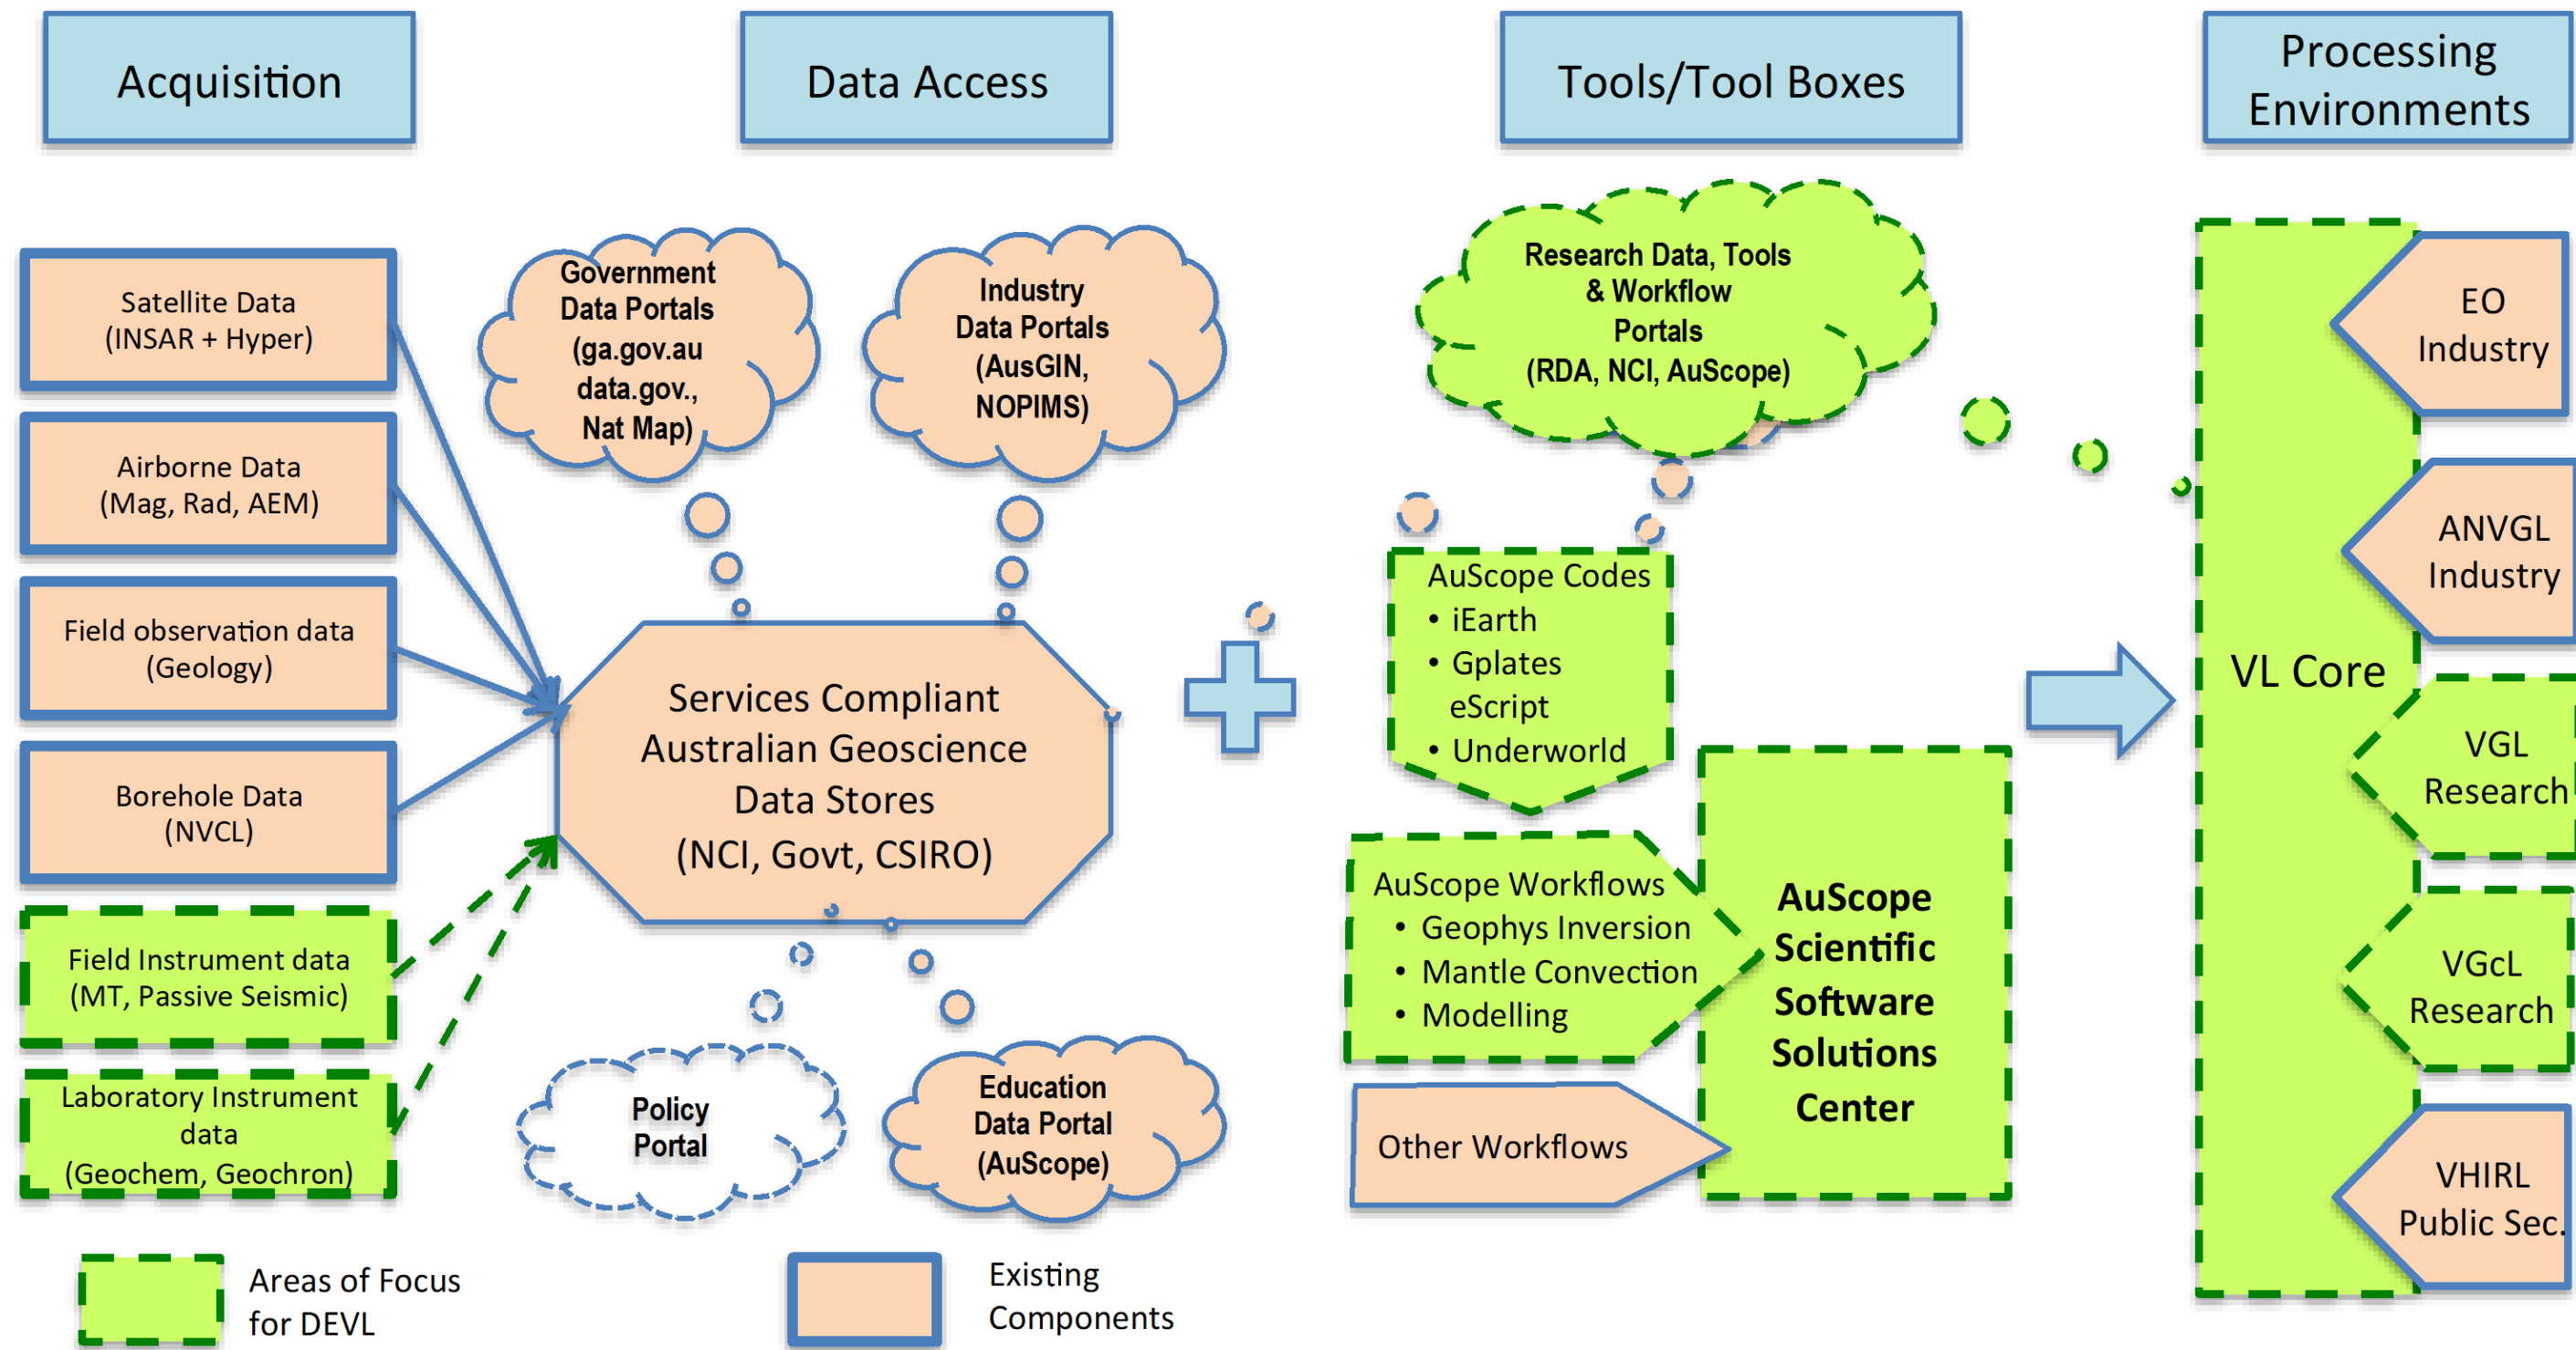 Acquisition
Data Access
Tools/Tool Boxes
Processing
Environments
Satellite Data
(INSAR + Hyper)
Airborne Data
(Mag, Rad, AEM)
Field observation data
(Geology)
Borehole Data
(NVCL)
Field Instrument data
(MT, Passive Seismic)
Laboratory Instrument
data
(Geochem, Geochron)
Government
Data Portals
(ga.gov.au
data.gov.,
Nat Map)
Industry
Data Portals
(AusGIN,
NOPIMS)
Services Compliant
Australian Geoscience
Data Stores
(NCI, Govt, CSIRO)
Policy
Portal
Education
Data Portal
(AuScope)
Research Data, Tools
& Workflow
Portals
(RDA, NCI, AuScope)
AuScope Codes
• iEarth
• Gplates
eScript
• Underworld
AuScope Workflows
• Geophys Inversion
• Mantle Convection
• Modelling
Other Workflows
AuScope
Scientific
Software
Solutions
Center
VL Core
EO
Industry
ANVGL
Industry
VGL
Research
VGcL
Research
VHIRL
Public Sec.
Areas of Focus
for DEVL
Existing
Components